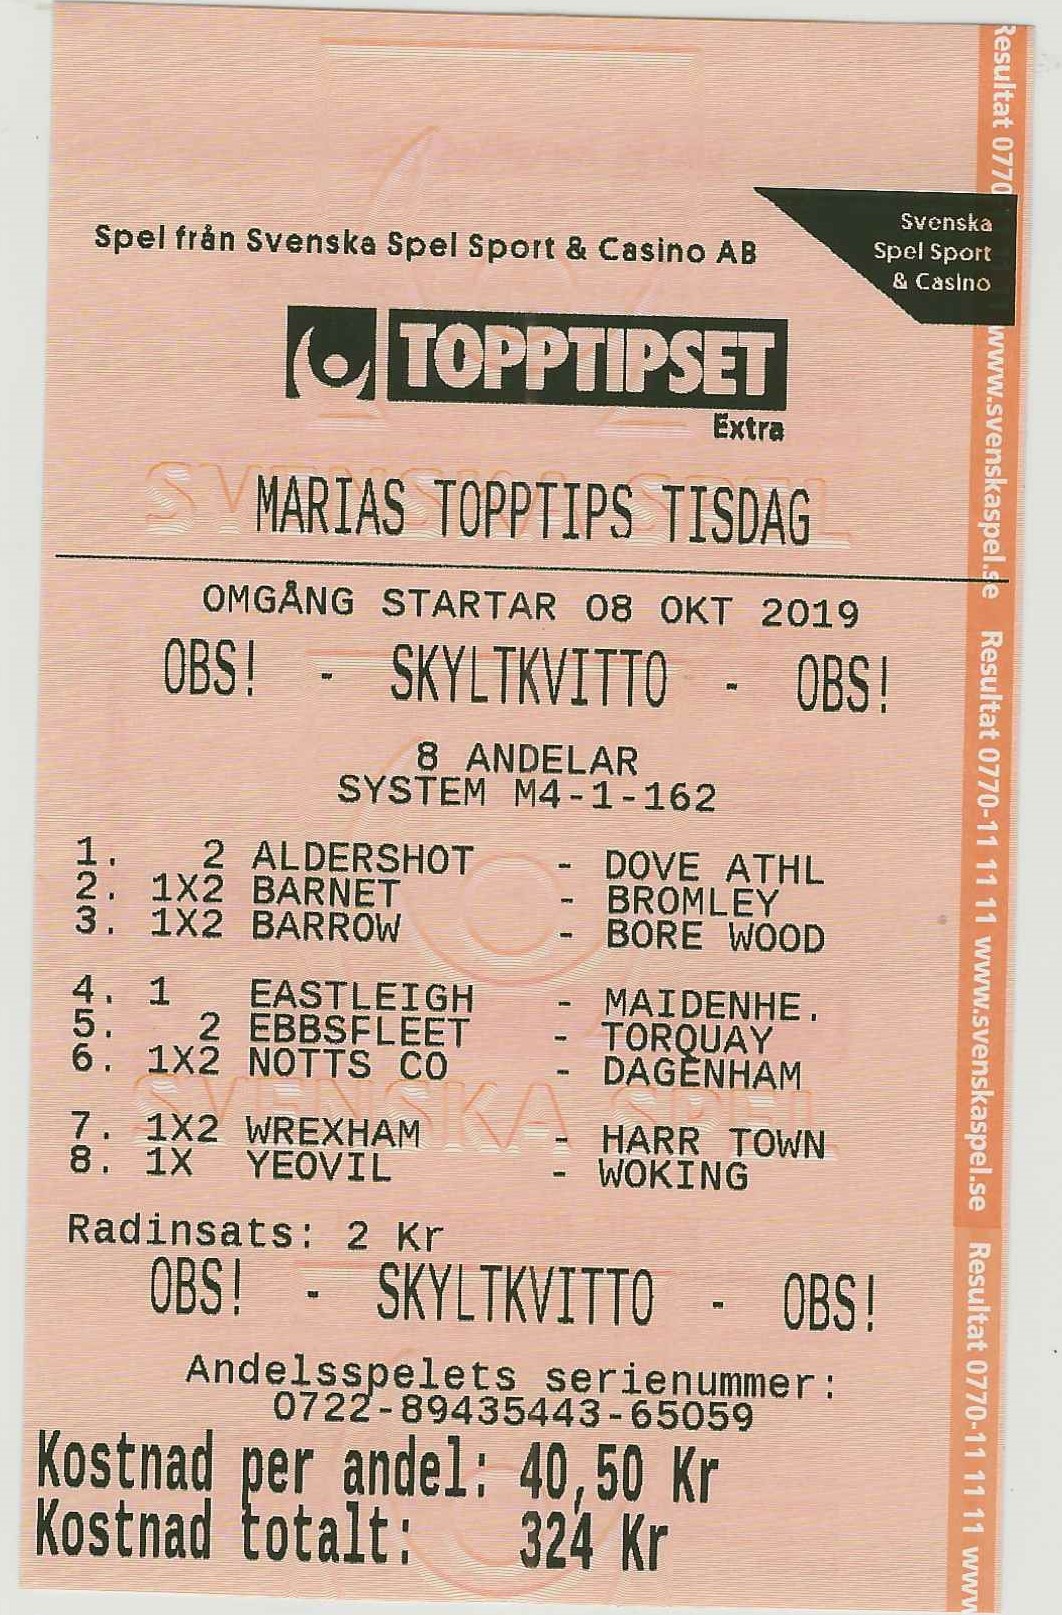 Spel från Svenska Spel Sport & Casino AB
Svenska
Spel Sport
& Casino
TOPPTIPSET
Extra
SVENSKA SPEL
MARIAS TOPPTIPS TISDAG
OMGÅNG STARTAR 08 OKT 2019
OBS! - SKYLTKVITTO - OBS!
8 ANDELAR
SYSTEM M4-1-162
1. 2 ALDERSHOT - DOVE ATHL
2. 1X2 BARNET - BROMLEY
3. 1X2 BARROW - BORE WOOD
4. 1 EASTLEIGH - MAIDENHE.
5. 2 EBBSFLEET - TORQUAY
6. 1X2 NOTTS CO - DAGENHAM
SVENSKA SPEL
7. 1X2 WREXHAM - HARR TOWN
8. 1X YEOVIL - WOKING
Radinsats: 2 Kr
OBS! - SKYLTKVITTO - OBS!
Andelsspelets serienummer:
0722-89435443-65059
Kostnad per andel: 40,50 Kr
Kostnad totalt: 324 Kr
Resultat 0770 www.svenskaspel.se Resultat 0770-11 11 11 www.svenskaspel.se Resultat 0770-11 11 11 www